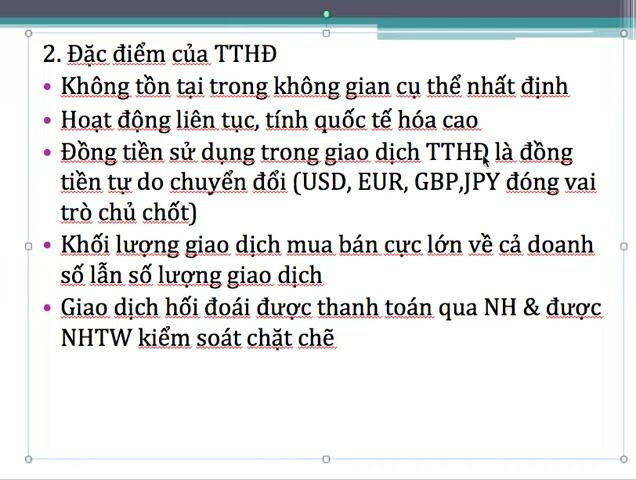 2. Đặc điểm của TTHĐ
• Không tồn tại trong không gian cụ thể nhất định
• Hoạt động liên tục, tính quốc tế hóa cao
• Đồng tiền sử dụng trong giao dịch TTHĐ là đồng
tiền tự do chuyển đổi (USD, EUR, GBP,JPY đóng vai
trò chủ chốt)
• Khối lượng giao dịch mua bán cực lớn về cả doanh
số lẫn số lượng giao dịch
• Giao dịch hối đoái được thanh toán qua NH & được
NHTW kiểm soát chặt chẽ